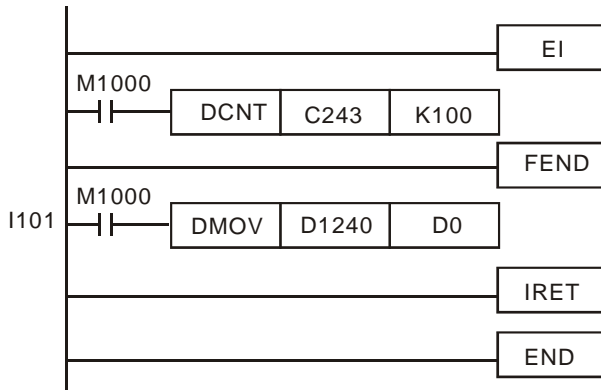 EI
M1000
DCNT C243 K100
FEND
M1000
I101 DMOV D1240 D0
IRET
END